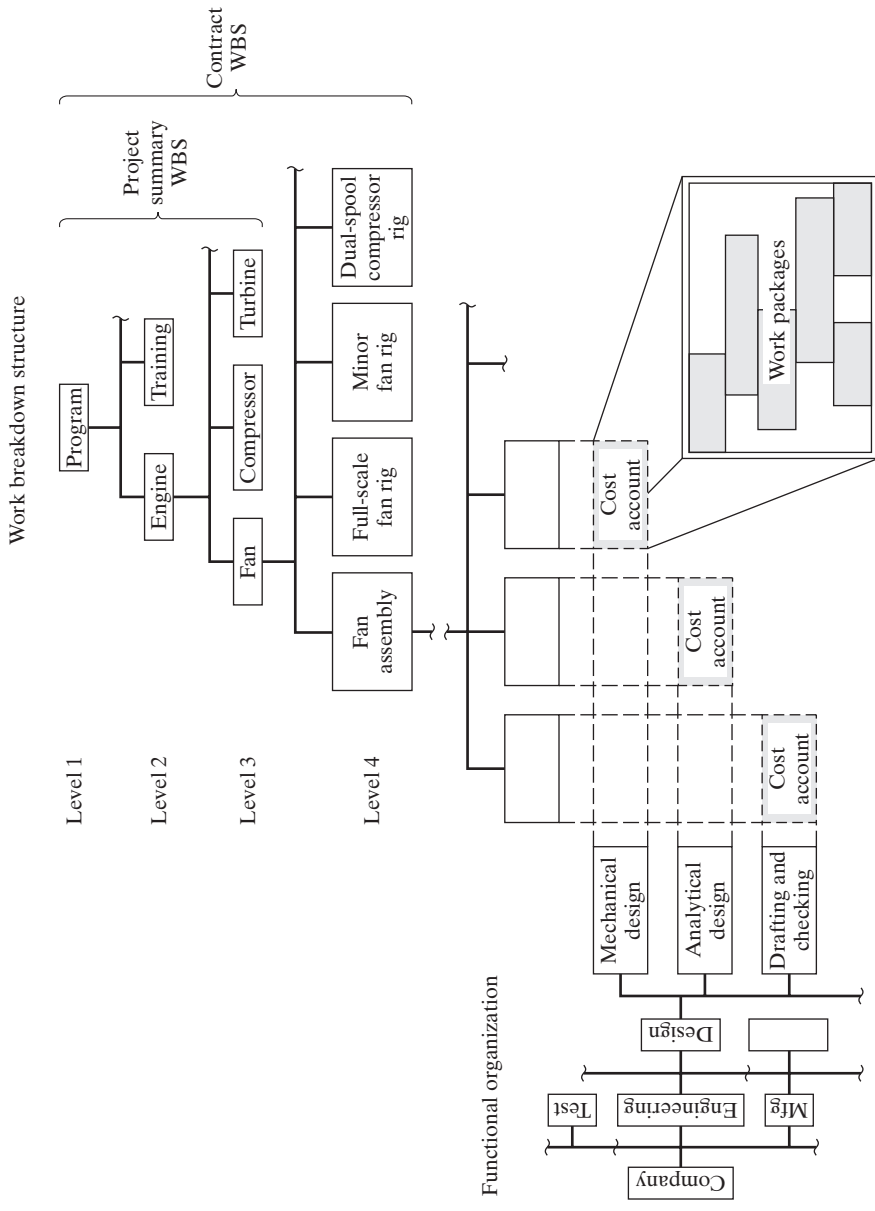 Work breakdown structure
Level 1
Program
Level 2
Engine
Training
Level 3
Fan
Compressor
Turbine
Project
summary
WBS
Contract
WBS
Level 4
Fan
assembly
Full-scale
fan rig
Minor
fan rig
Dual-spool
compressor
rig
Functional organization
Company
Test
Engineering
Mfg
Design
Mechanical
design
Analytical
design
Drafting and
checking
Cost
account
Cost
account
Cost
account
Work packages